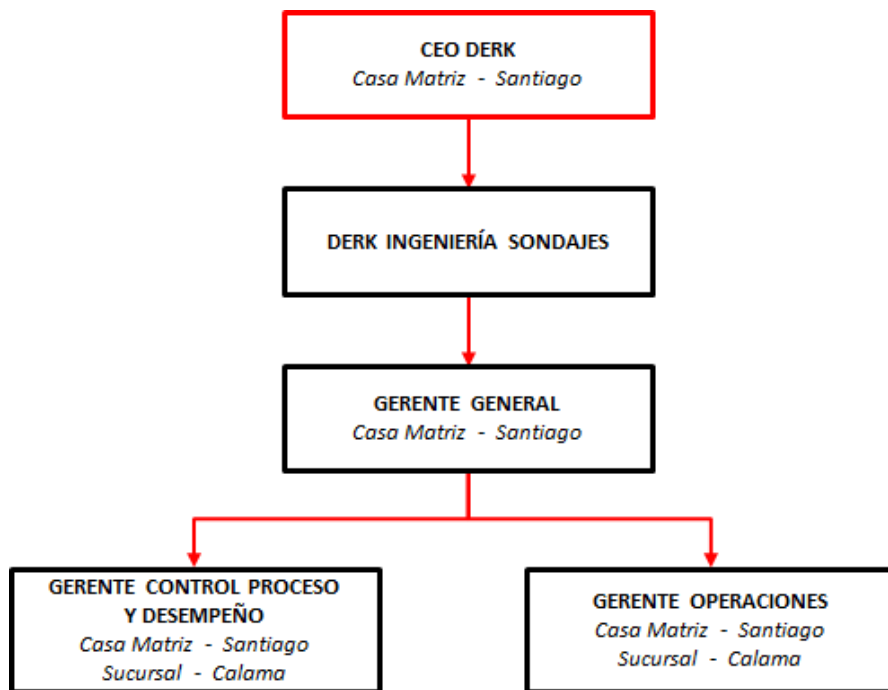 CEO DERK
Casa Matriz - Santiago
DERK INGENIERÍA SONDAJES
GERENTE GENERAL
Casa Matriz - Santiago
GERENTE CONTROL PROCESO
Y DESEMPEÑO
Casa Matriz - Santiago
Sucursal - Calama
GERENTE OPERACIONES
Casa Matriz - Santiago
Sucursal - Calama